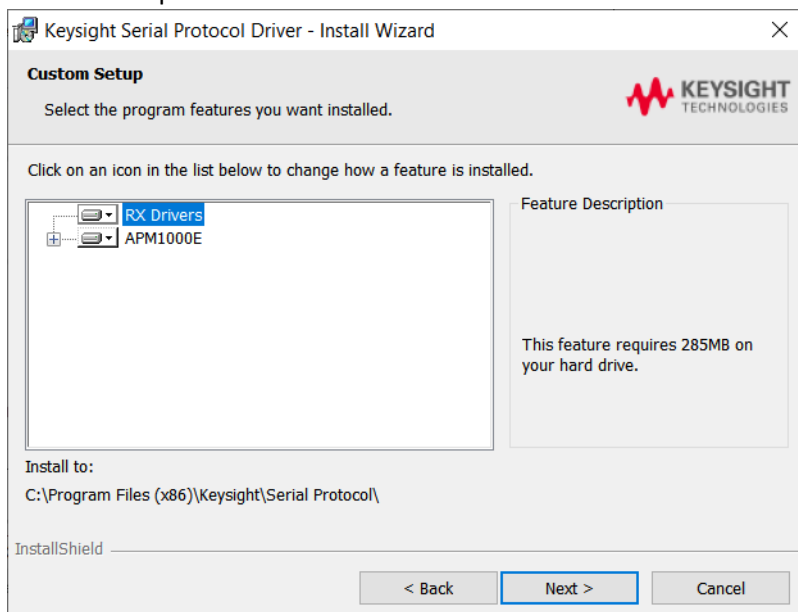 Keysight Serial Protocol Driver - Install Wizard
Custom Setup
Select the program features you want installed.
KEYSIGHT
TECHNOLOGIES
Click on an icon in the list below to change how a feature is installed.
RX Drivers
APM1000E
Feature Description
This feature requires 285MB on
your hard drive.
Install to:
C:\Program Files (x86)\Keysight\Serial Protocol\
InstallShield
< Back
Next >
Cancel